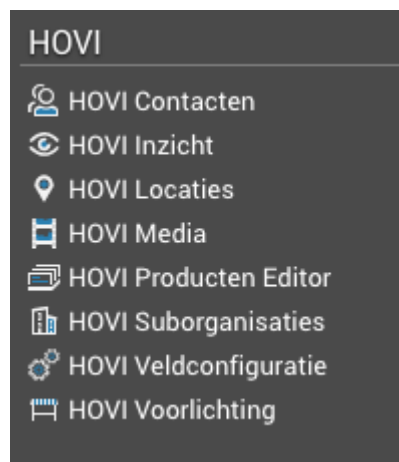 HOVI
HOVI Contacten
HOVI Inzicht
HOVI Locaties
HOVI Media
HOVI Producten Editor
HOVI Suborganisaties
HOVI Veldconfiguratie
HOVI Voorlichting